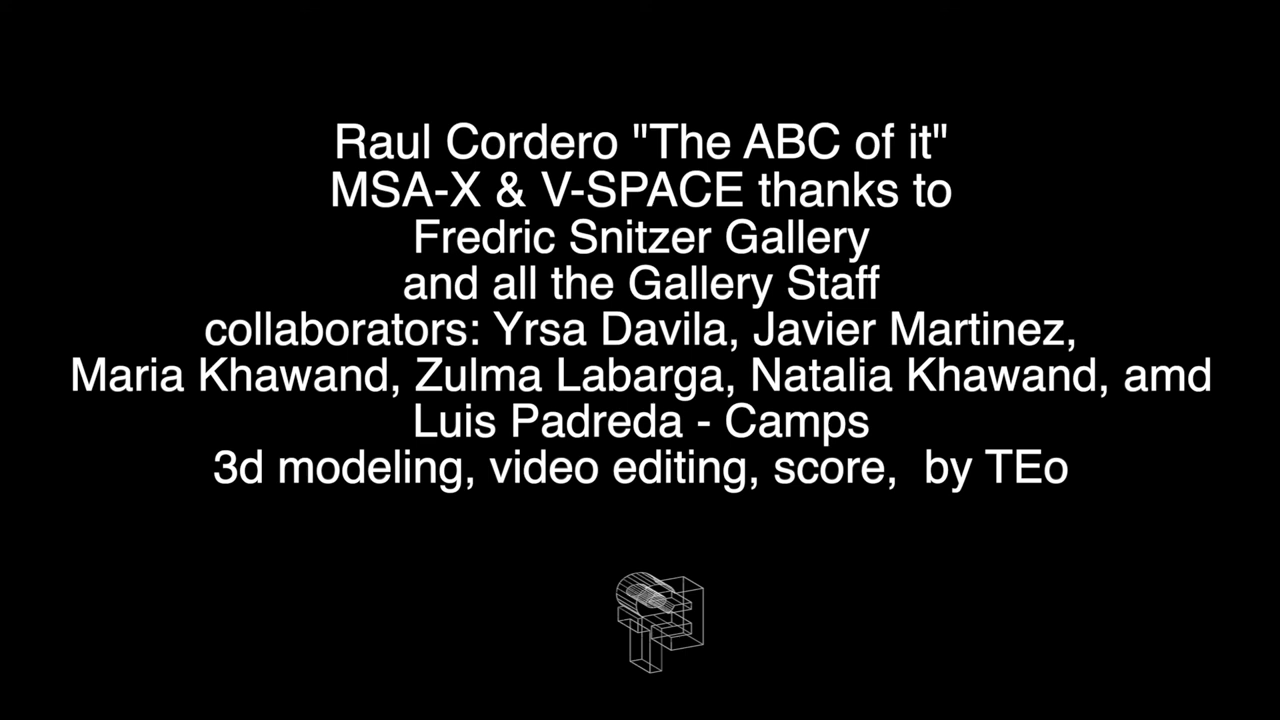 Raul Cordero "The ABC of it"
MSA-X & V-SPACE thanks to
Fredric Snitzer Gallery
and all the Gallery Staff
collaborators: Yrsa Davila, Javier Martinez,
Maria Khawand, Zulma Labarga, Natalia Khawand, amd
Luis Padreda - Camps
3d modeling, video editing, score,  by TEo